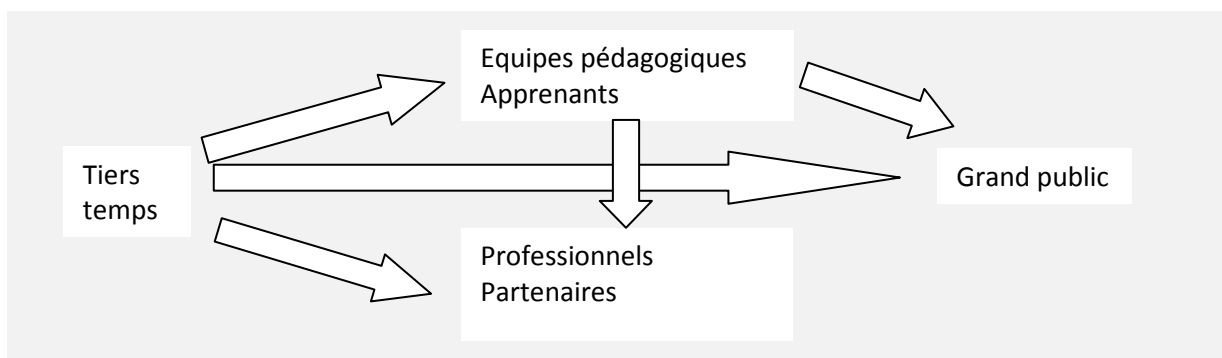 Equipes pédagogiques
Apprenants
Tiers
temps
Grand public
Professionnels
Partenaires